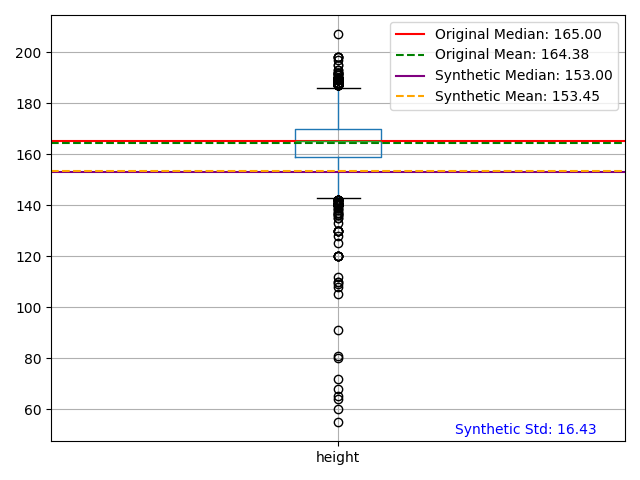 Original Median: 165.00
Original Mean: 164.38
Synthetic Median: 153.00
Synthetic Mean: 153.45
200
180
160
140
120
100
80
60
Synthetic Std: 16.43
height